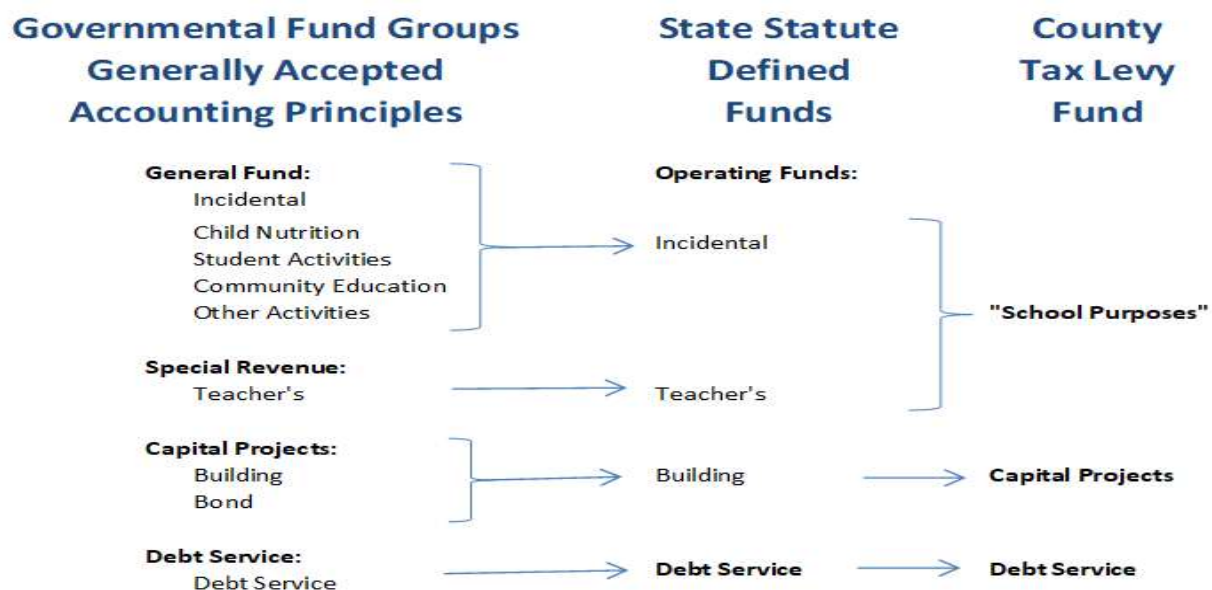 Governmental Fund Groups
Generally Accepted
Accounting Principles
State Statute
Defined
Funds
County
Tax Levy
Fund
General Fund:
Incidental
Child Nutrition
Student Activities
Community Education
Other Activities
Operating Funds:
Incidental
"School Purposes"
Special Revenue:
Teacher's
Teacher's
Capital Projects:
Building
Bond
Building
Capital Projects
Debt Service:
Debt Service
Debt Service
Debt Service